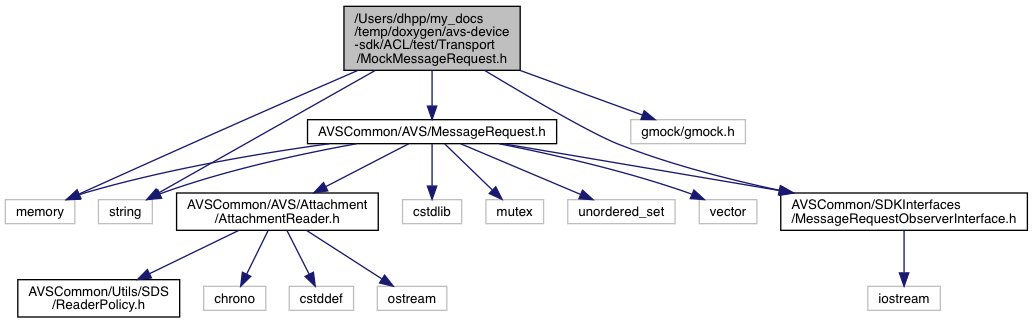 /Users/dhpp/my_docs
/temp/doxygen/avs-device
-sdk/ACL/test/Transport
/MockMessageRequest.h
AVSCommon/AVS/MessageRequest.h
gmock/gmock.h
memory
string
AVSCommon/AVS/Attachment
/AttachmentReader.h
cstdlib
mutex
unordered_set
vector
AVSCommon/SDKInterfaces
/MessageRequestObserverInterface.h
AVSCommon/Utils/SDS
/ReaderPolicy.h
chrono
cstddef
ostream
iostream